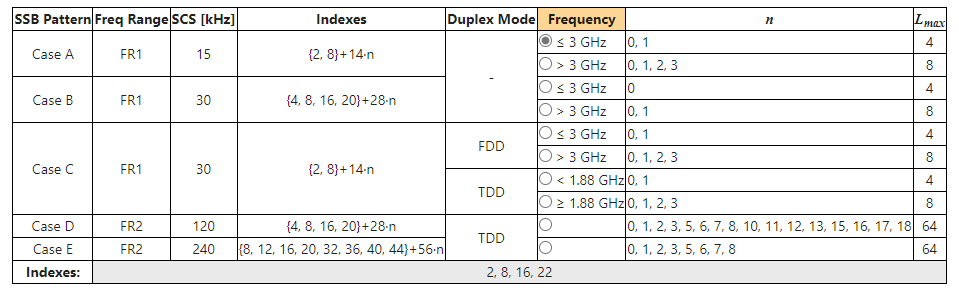 SSB Pattern Freq Range SCS [kHz] Indexes Duplex Mode Frequency n Lmax
Case A FR1 15 {2, 8}+14·n - ≤ 3 GHz 0, 1 4
> 3 GHz 0, 1, 2, 3 8
Case B FR1 30 {4, 8, 16, 20}+28·n ≤ 3 GHz 0 4
> 3 GHz 0, 1 8
Case C FR1 30 {2, 8}+14·n FDD ≤ 3 GHz 0, 1 4
> 3 GHz 0, 1, 2, 3 8
TDD < 1.88 GHz 0, 1 4
≥ 1.88 GHz 0, 1, 2, 3 8
Case D FR2 120 {4, 8, 16, 20}+28·n TDD 0, 1, 2, 3, 5, 6, 7, 8, 10, 11, 12, 13, 15, 16, 17, 18 64
Case E FR2 240 {8, 12, 16, 20, 32, 36, 40, 44}+56·n 0, 1, 2, 3, 5, 6, 7, 8 64
Indexes: 2, 8, 16, 22